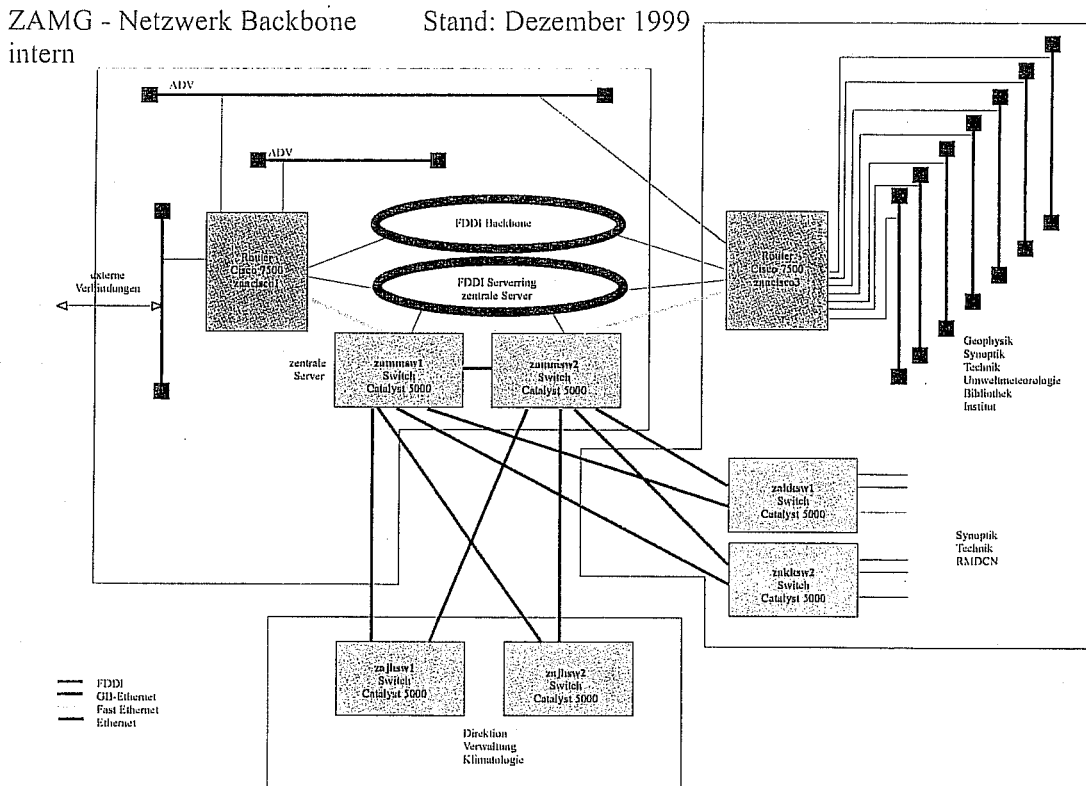 ZAMG - Netzwerk Backbone
intern
Stand: Dezember 1999
ADV
ADV
FDDI Backbone
FDDI Serverring
zentrale Server
Router
Cisco 7500
Router
Cisco 7500
externe
Verbindungen
zentrale
Server
Switch
Catalyst 5000
Switch
Catalyst 5000
Geophysik
Synoptik
Technik
Umweltmeteorologie
Bibliothek
Institut
Switch
Catalyst 5000
Switch
Catalyst 5000
Synoptik
Technik
RMDCN
Switch
Catalyst 5000
Switch
Catalyst 5000
Direktion
Verwaltung
Klimatologie
FDDI
GB-Ethernet
Fast Ethernet
Ethernet